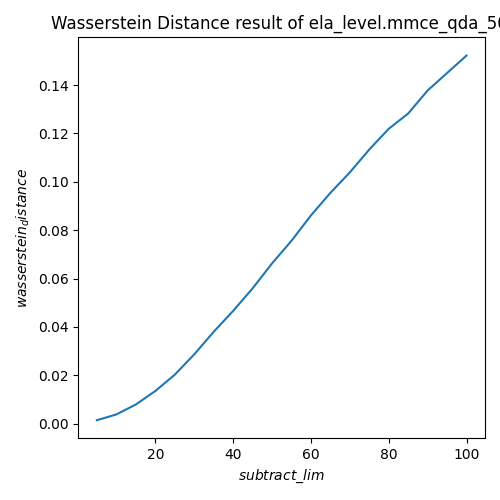 Wasserstein Distance result of ela_level.mmce_qda_50
0.14
0.12
0.10
0.08
0.06
0.04
0.02
0.00
wasserstein_distance
20 40 60 80 100
subtract_lim